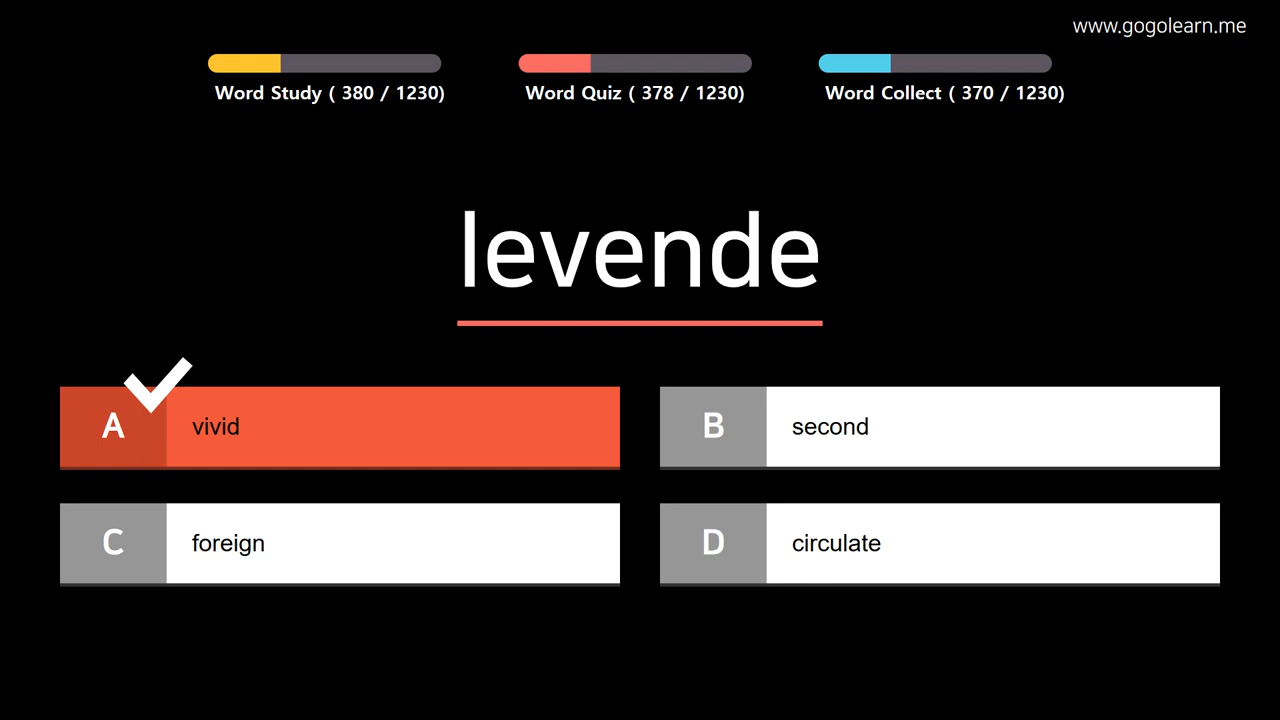 www.gogolearn.me
Word Study ( 380 / 1230)
Word Quiz ( 378 / 1230)
Word Collect ( 370 / 1230)
levende
A vivid
B second
C foreign
D circulate